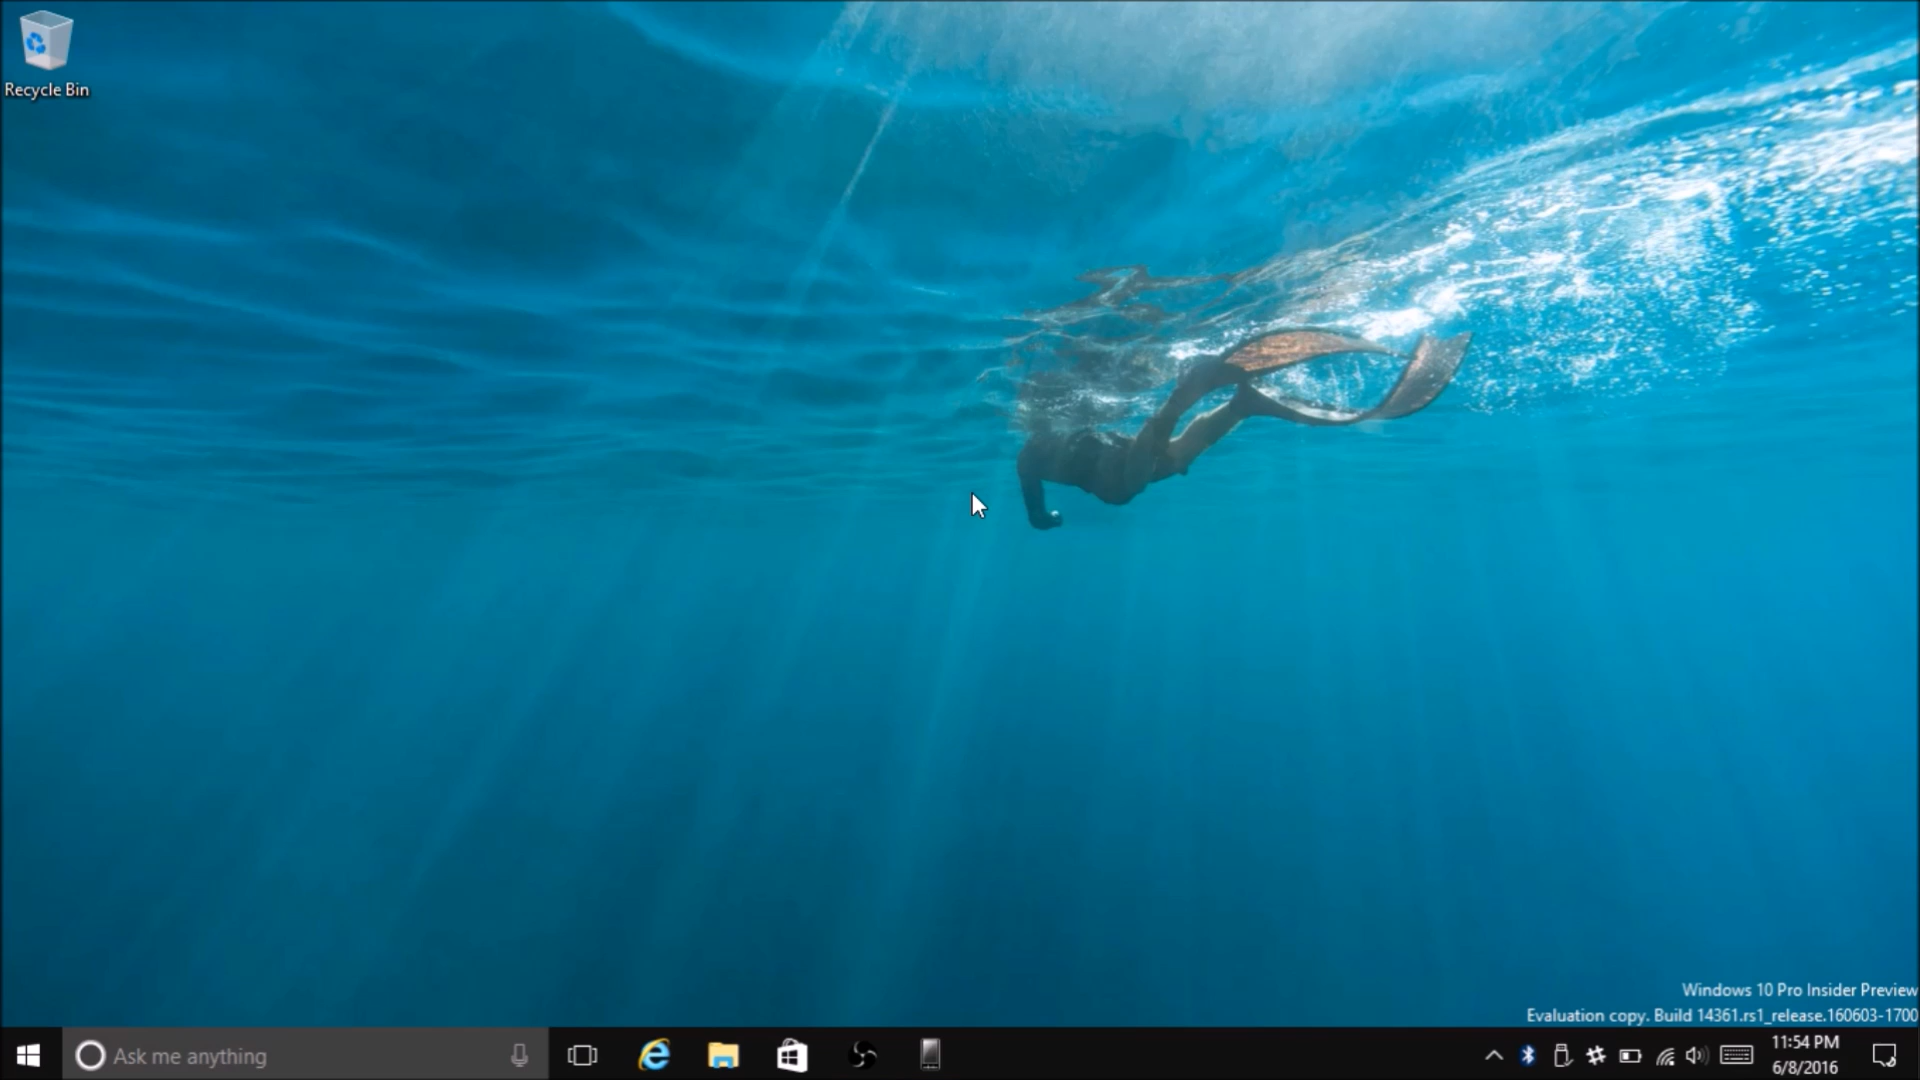 Recycle Bin
Windows 10 Pro Insider Preview
Evaluation copy. Build 14361.rs1_release.160603-1700
Ask me anything
11:54 PM
6/8/2016